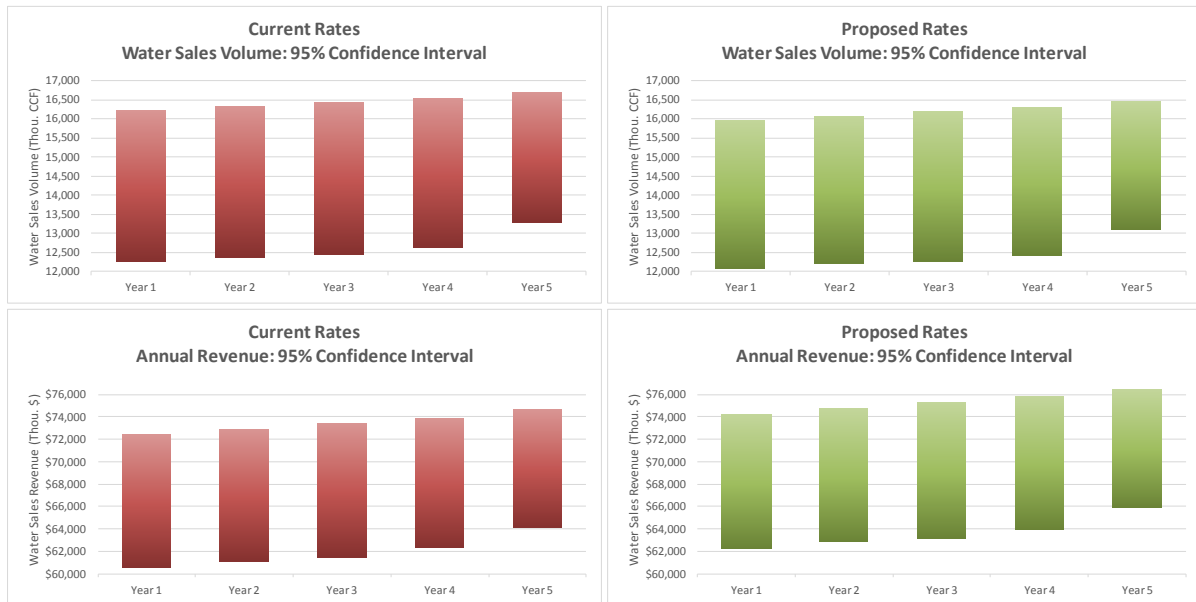 Current Rates
Water Sales Volume: 95% Confidence Interval
Water Sales Volume (Thou. CCF)
17,000
16,500
16,000
15,500
15,000
14,500
14,000
13,500
13,000
12,500
12,000
Year 1 Year 2 Year 3 Year 4 Year 5
Proposed Rates
Water Sales Volume: 95% Confidence Interval
Water Sales Volume (Thou. CCF)
17,000
16,500
16,000
15,500
15,000
14,500
14,000
13,500
13,000
12,500
12,000
Year 1 Year 2 Year 3 Year 4 Year 5
Current Rates
Annual Revenue: 95% Confidence Interval
Water Sales Revenue (Thou. $)
$76,000
$74,000
$72,000
$70,000
$68,000
$66,000
$64,000
$62,000
$60,000
Year 1 Year 2 Year 3 Year 4 Year 5
Proposed Rates
Annual Revenue: 95% Confidence Interval
Water Sales Revenue (Thou. $)
$76,000
$74,000
$72,000
$70,000
$68,000
$66,000
$64,000
$62,000
$60,000
Year 1 Year 2 Year 3 Year 4 Year 5